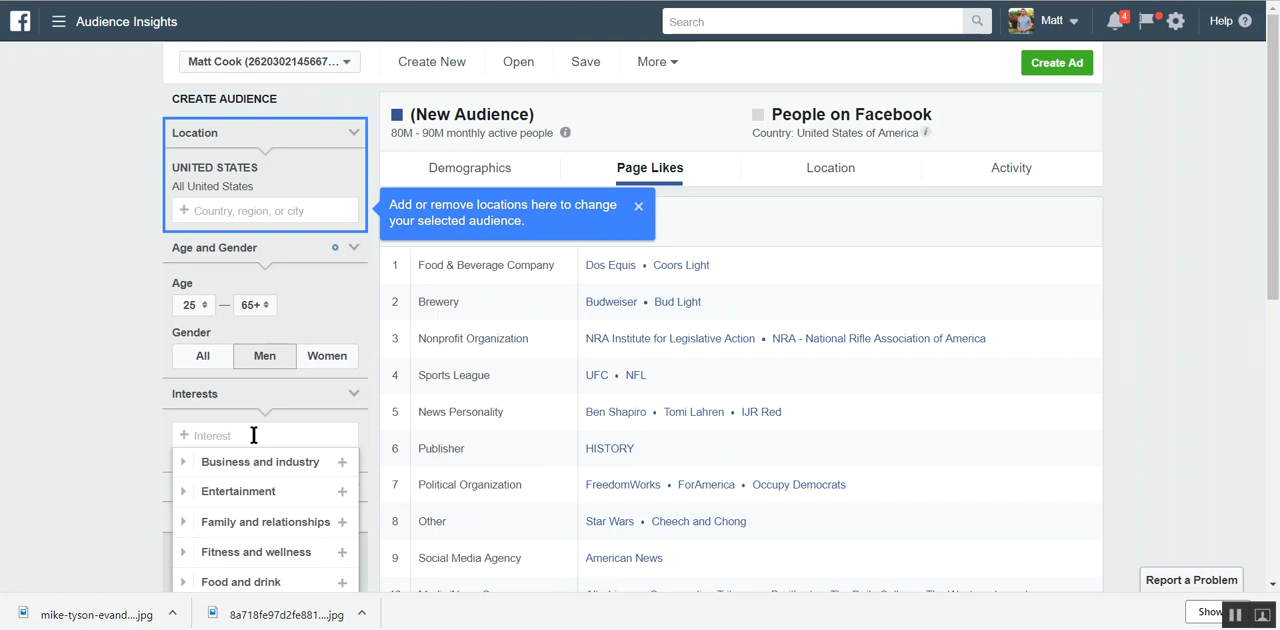 Audience Insights
Search
Matt
4
Help
Matt Cook (2620302145667...
Create New
Open
Save
More
Create Ad
CREATE AUDIENCE
Location
UNITED STATES
All United States
+ Country, region, or city
Age and Gender
Age
25 — 65+
Gender
All
Men
Women
Interests
+ Interest
Business and industry +
Entertainment +
Family and relationships +
Fitness and wellness +
Food and drink +
(New Audience)
80M - 90M monthly active people
People on Facebook
Country: United States of America
Demographics
Page Likes
Location
Activity
Add or remove locations here to change
your selected audience.
1 Food & Beverage Company Dos Equis • Coors Light
2 Brewery Budweiser • Bud Light
3 Nonprofit Organization NRA Institute for Legislative Action • NRA - National Rifle Association of America
4 Sports League UFC • NFL
5 News Personality Ben Shapiro • Tomi Lahren • IJR Red
6 Publisher HISTORY
7 Political Organization FreedomWorks • ForAmerica • Occupy Democrats
8 Other Star Wars • Cheech and Chong
9 Social Media Agency American News
Report a Problem
mike-tyson-evand....jpg
8a718fe97d2fe881....jpg
Show